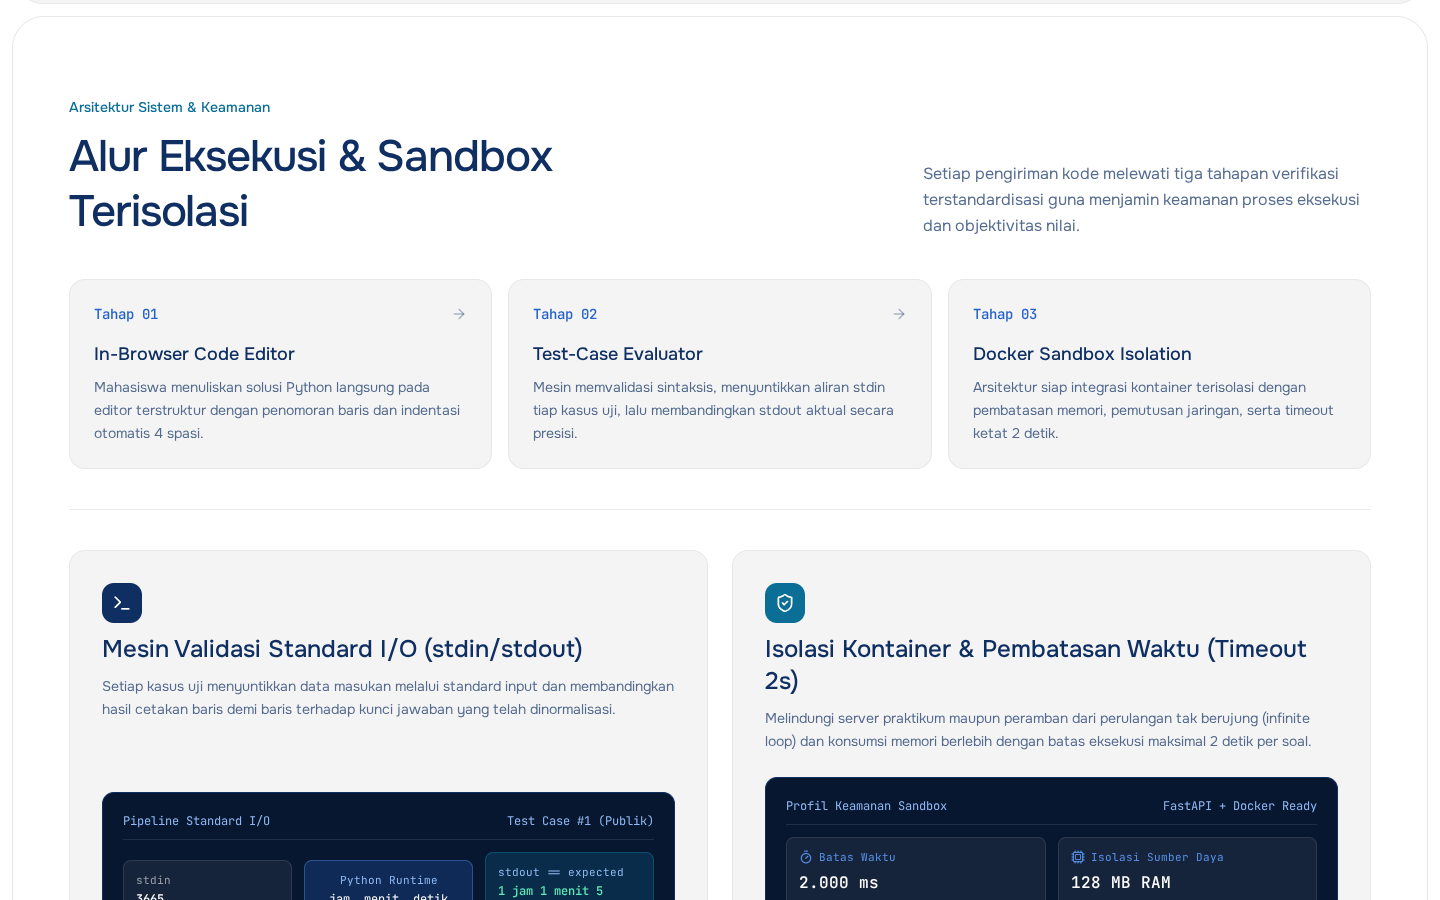 Arsitektur Sistem & Keamanan
Alur Eksekusi & Sandbox
Terisolasi
Setiap pengiriman kode melewati tiga tahapan verifikasi
terstandardisasi guna menjamin keamanan proses eksekusi
dan objektivitas nilai.
Tahap 01
In-Browser Code Editor
Mahasiswa menuliskan solusi Python langsung pada
editor terstruktur dengan penomoran baris dan indentasi
otomatis 4 spasi.
Tahap 02
Test-Case Evaluator
Mesin memvalidasi sintaksis, menyuntikkan aliran stdin
tiap kasus uji, lalu membandingkan stdout aktual secara
presisi.
Tahap 03
Docker Sandbox Isolation
Arsitektur siap integrasi kontainer terisolasi dengan
pembatasan memori, pemutusan jaringan, serta timeout
ketat 2 detik.
Mesin Validasi Standard I/O (stdin/stdout)
Setiap kasus uji menyuntikkan data masukan melalui standard input dan membandingkan
hasil cetakan baris demi baris terhadap kunci jawaban yang telah dinormalisasi.
Pipeline Standard I/O
Test Case #1 (Publik)
stdin
3665
Python Runtime
jam, menit, detik
stdout == expected
1 jam 1 menit 5
Isolasi Kontainer & Pembatasan Waktu (Timeout
2s)
Melindungi server praktikum maupun peramban dari perulangan tak berujung (infinite
loop) dan konsumsi memori berlebih dengan batas eksekusi maksimal 2 detik per soal.
Profil Keamanan Sandbox
FastAPI + Docker Ready
Batas Waktu
2.000 ms
Isolasi Sumber Daya
128 MB RAM